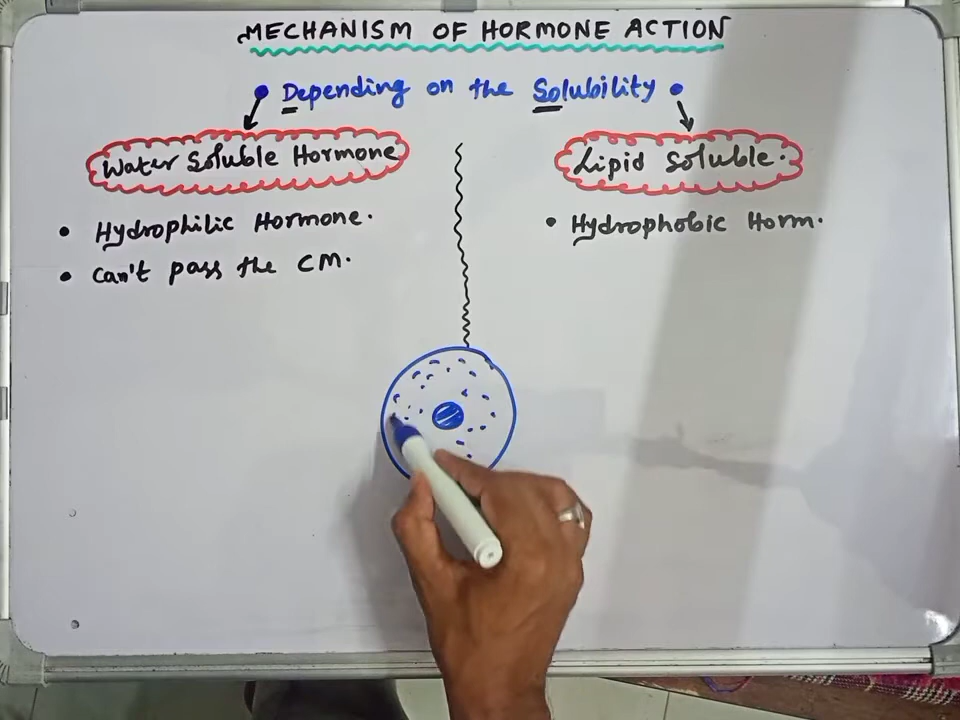 MECHANISM OF HORMONE ACTION
• Depending on the Solubility •
Water Soluble Hormone
• Hydrophilic Hormone.
• Can't pass the CM.
Lipid Soluble.
• Hydrophobic Horm.